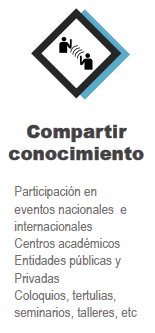 Compartir
conocimiento
Participación en
eventos nacionales e
internacionales
Centros académicos
Entidades públicas y
Privadas
Coloquios, tertulias,
seminarios, talleres, etc